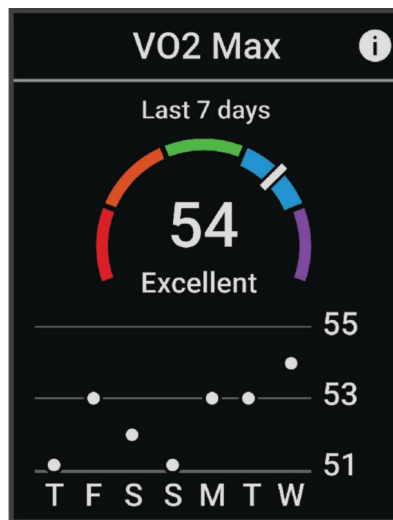 VO2 Max i
Last 7 days
54
Excellent
55
53
51
T F S S M T W